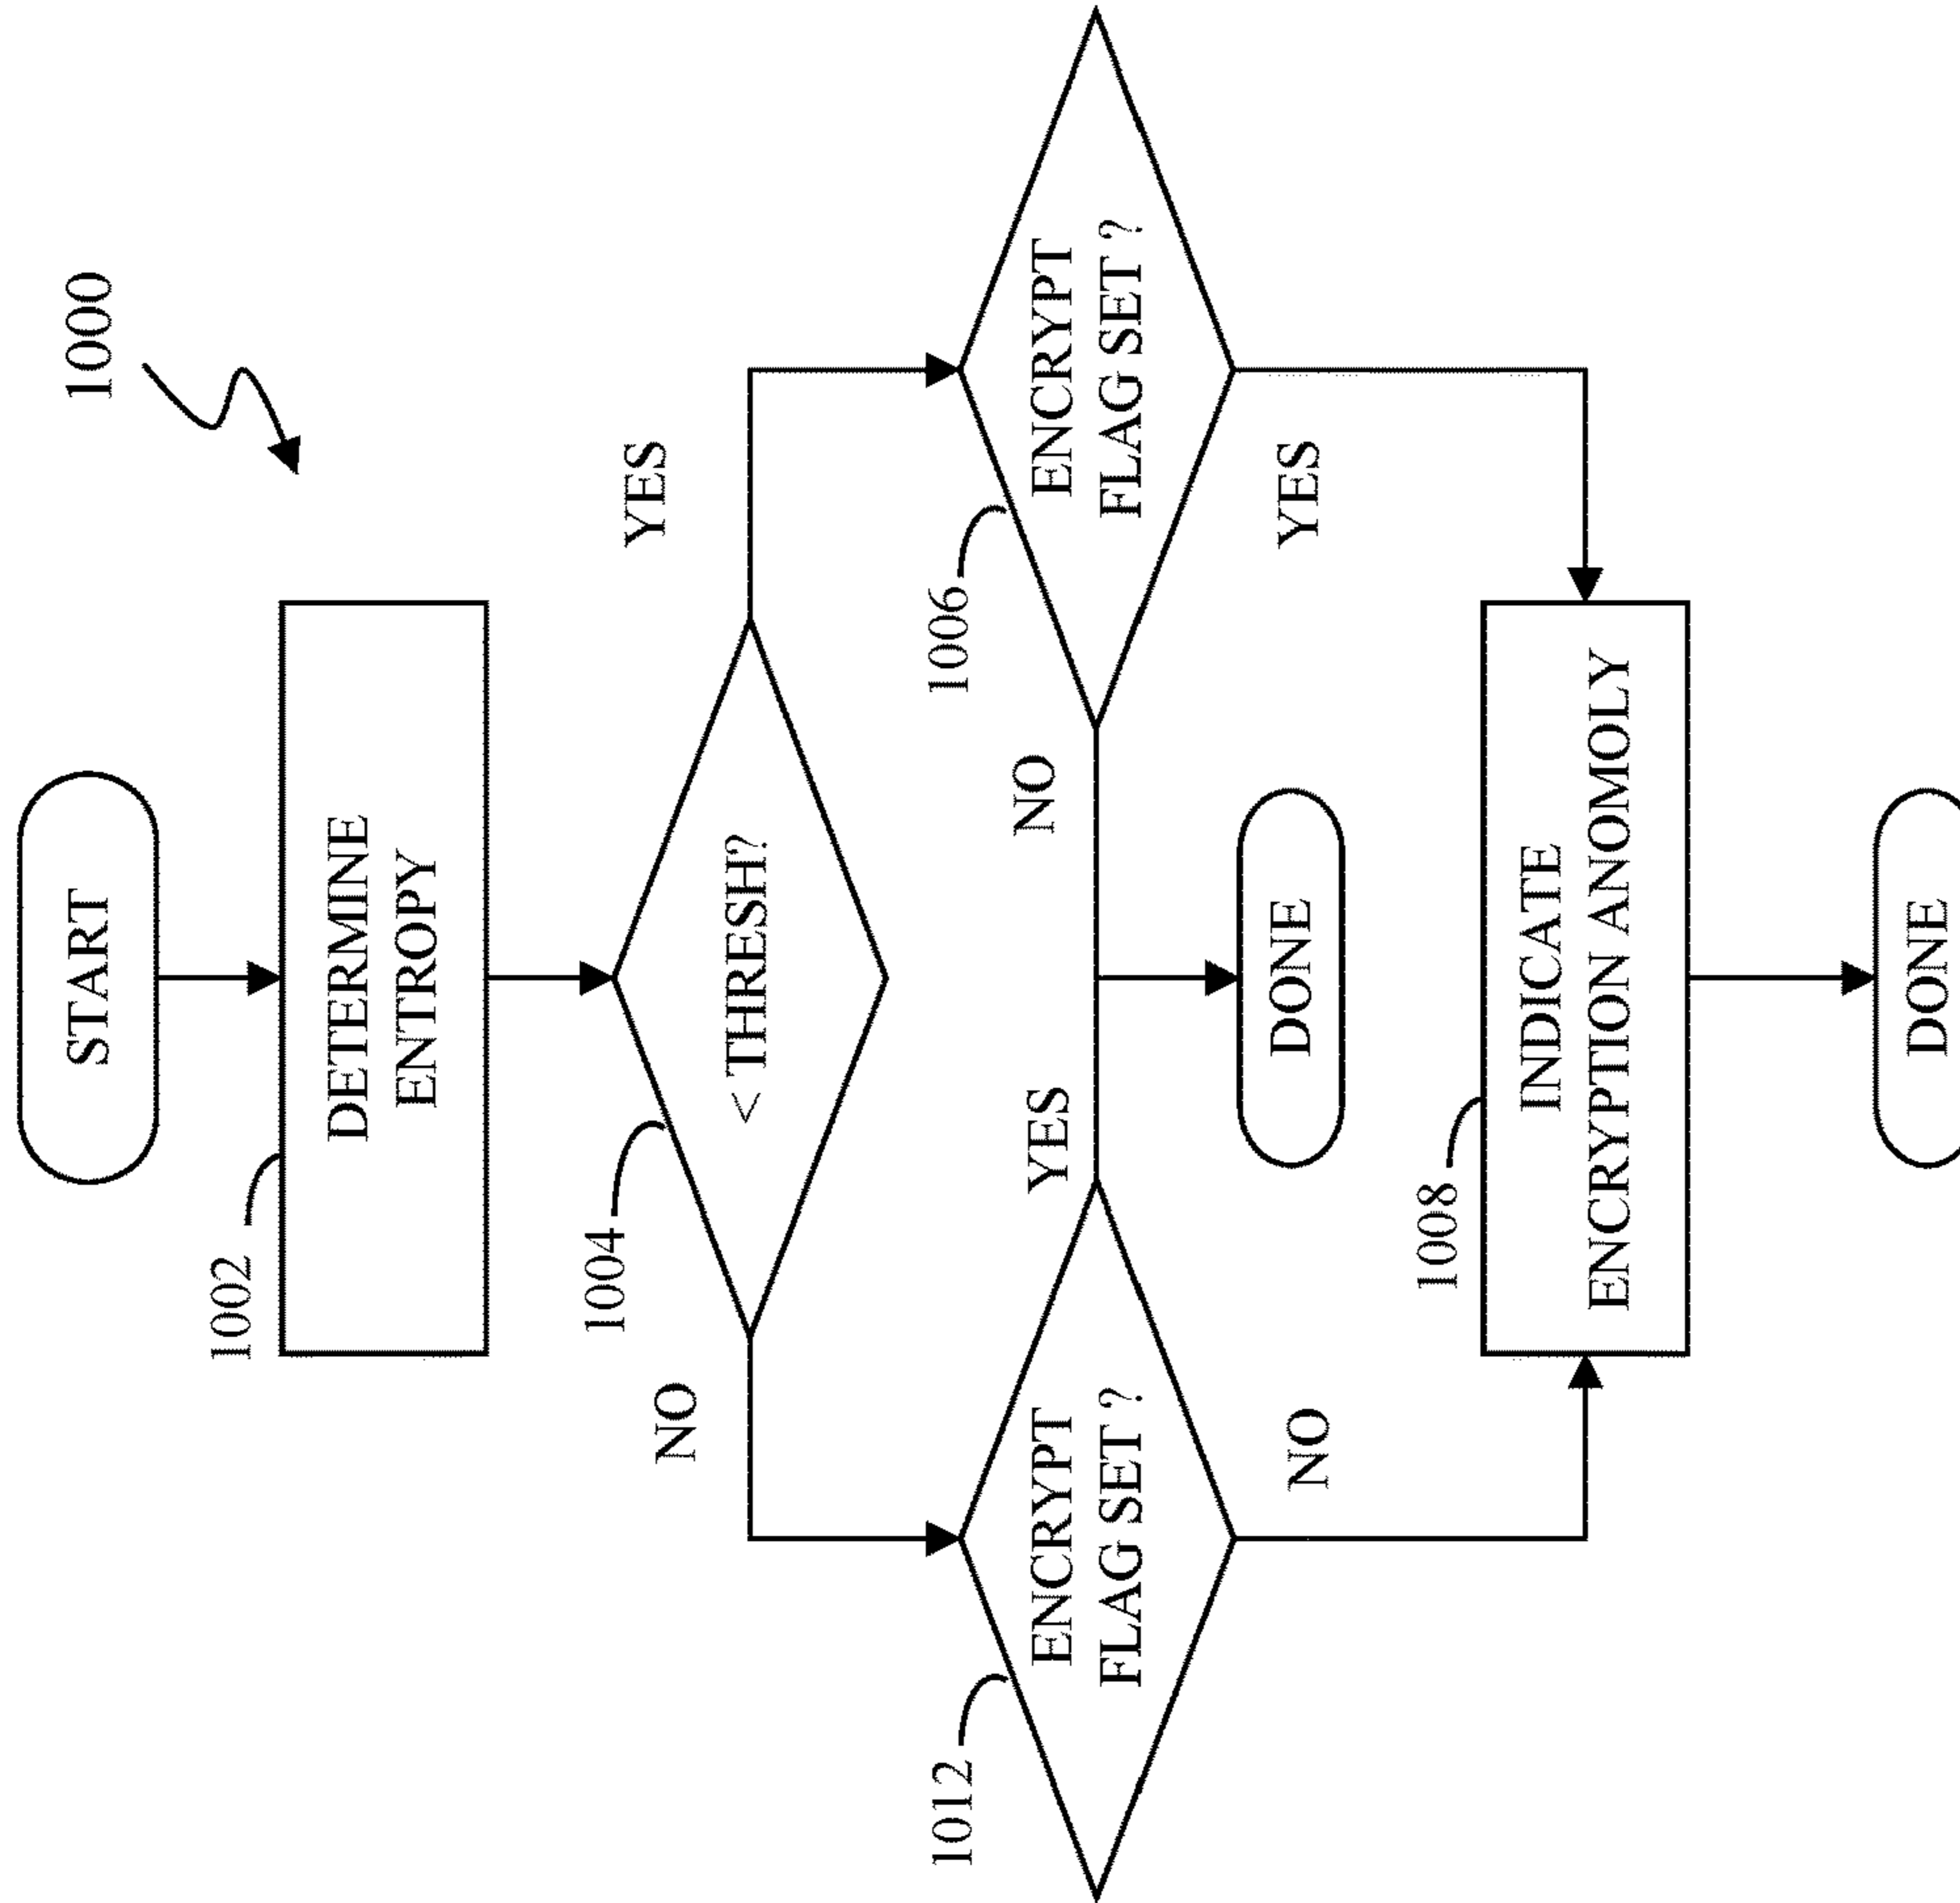 1000
START
1002
DETERMINE
ENTROPY
1004
< THRESH?
NO
YES
1012
ENCRYPT
FLAG SET ?
1006
ENCRYPT
FLAG SET ?
YES
NO
DONE
NO
YES
1008
INDICATE
ENCRYPTION ANOMOLY
DONE